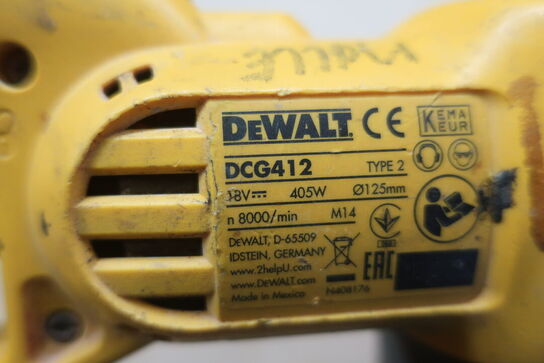 DEWALT CE KEMA KEUR
DCG412 TYPE 2
18V 405W Ø125mm
n 8000/min M14
DEWALT, D-65509
IDSTEIN, GERMANY
www.2helpU.com
www.DEWALT.eu
Made in Mexico N408176
EAC